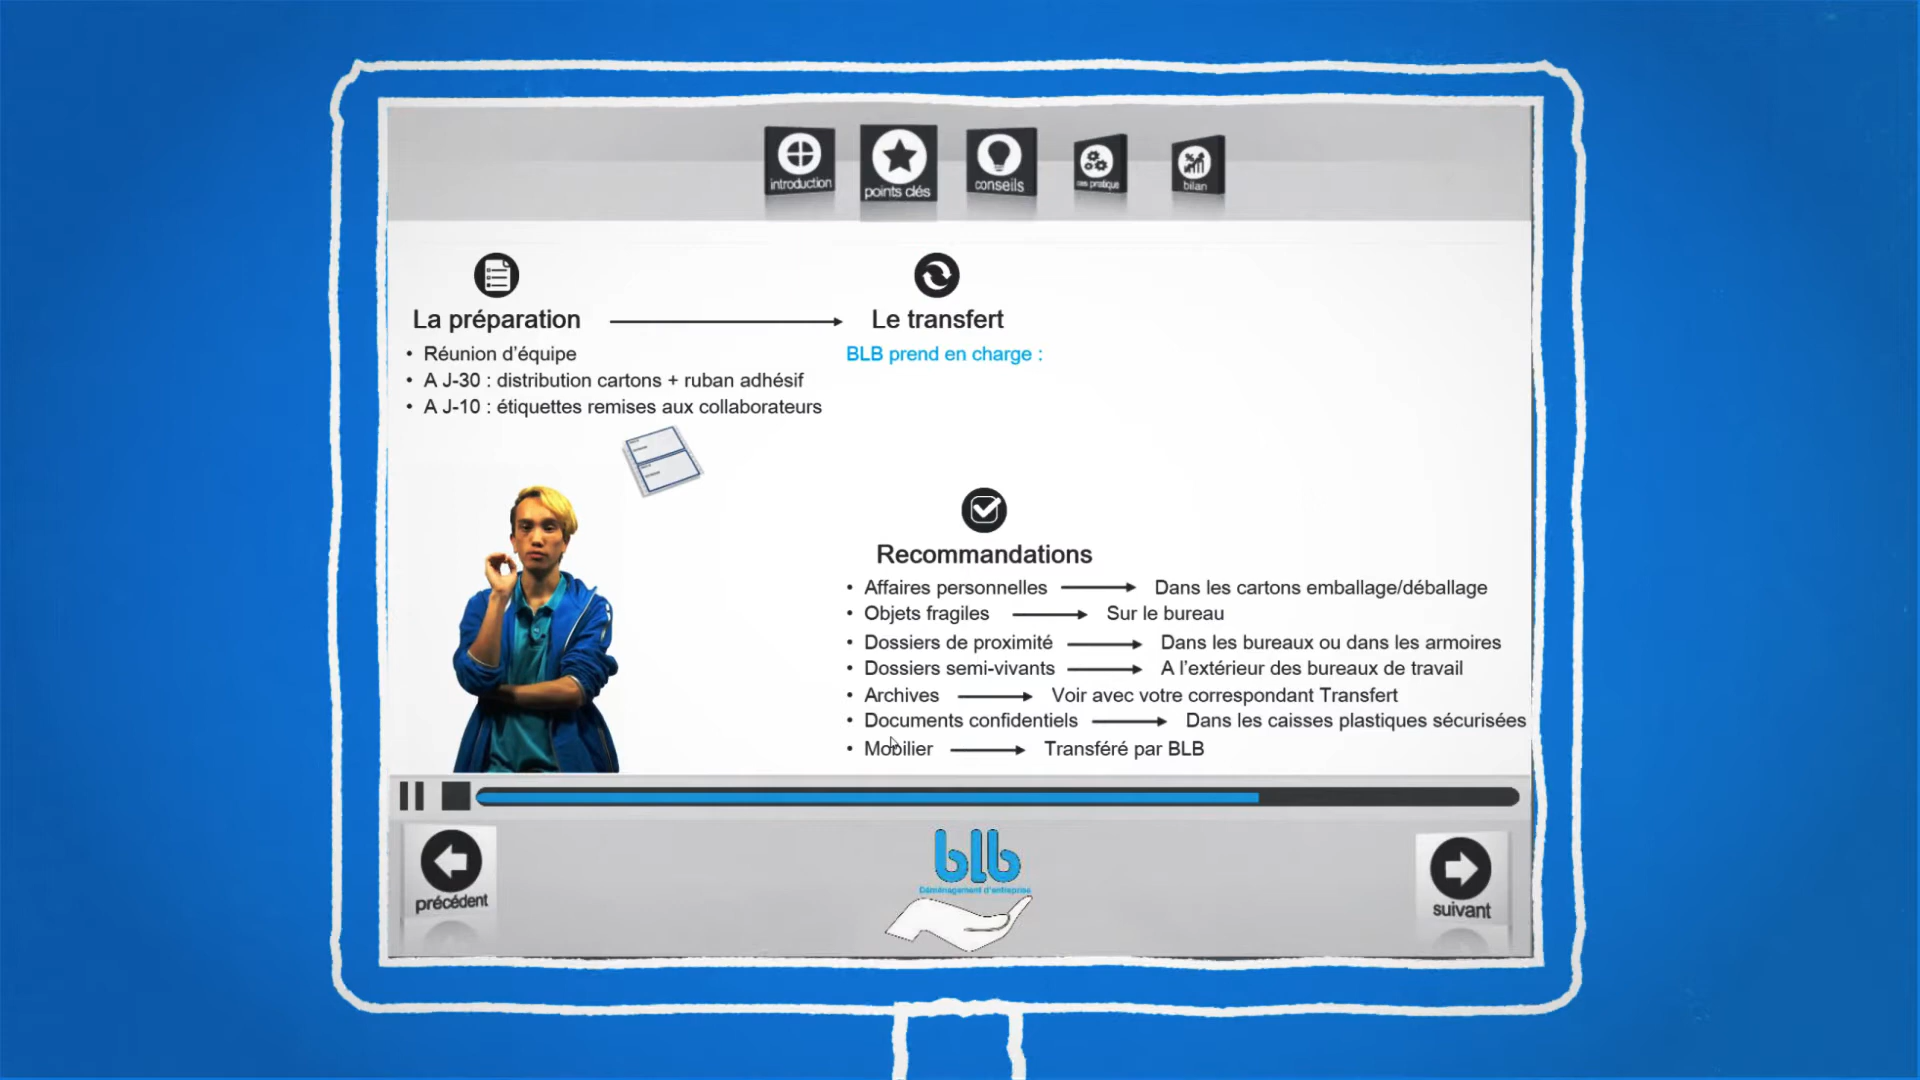 introduction
points clés
conseils
cas pratique
bilan
La préparation
• Réunion d'équipe
• A J-30 : distribution cartons + ruban adhésif
• A J-10 : étiquettes remises aux collaborateurs
Le transfert
BLB prend en charge :
Recommandations
• Affaires personnelles → Dans les cartons emballage/déballage
• Objets fragiles → Sur le bureau
• Dossiers de proximité → Dans les bureaux ou dans les armoires
• Dossiers semi-vivants → A l'extérieur des bureaux de travail
• Archives → Voir avec votre correspondant Transfert
• Documents confidentiels → Dans les caisses plastiques sécurisées
• Mobilier → Transféré par BLB
précédent
blb
Déménagement d'entreprise
suivant